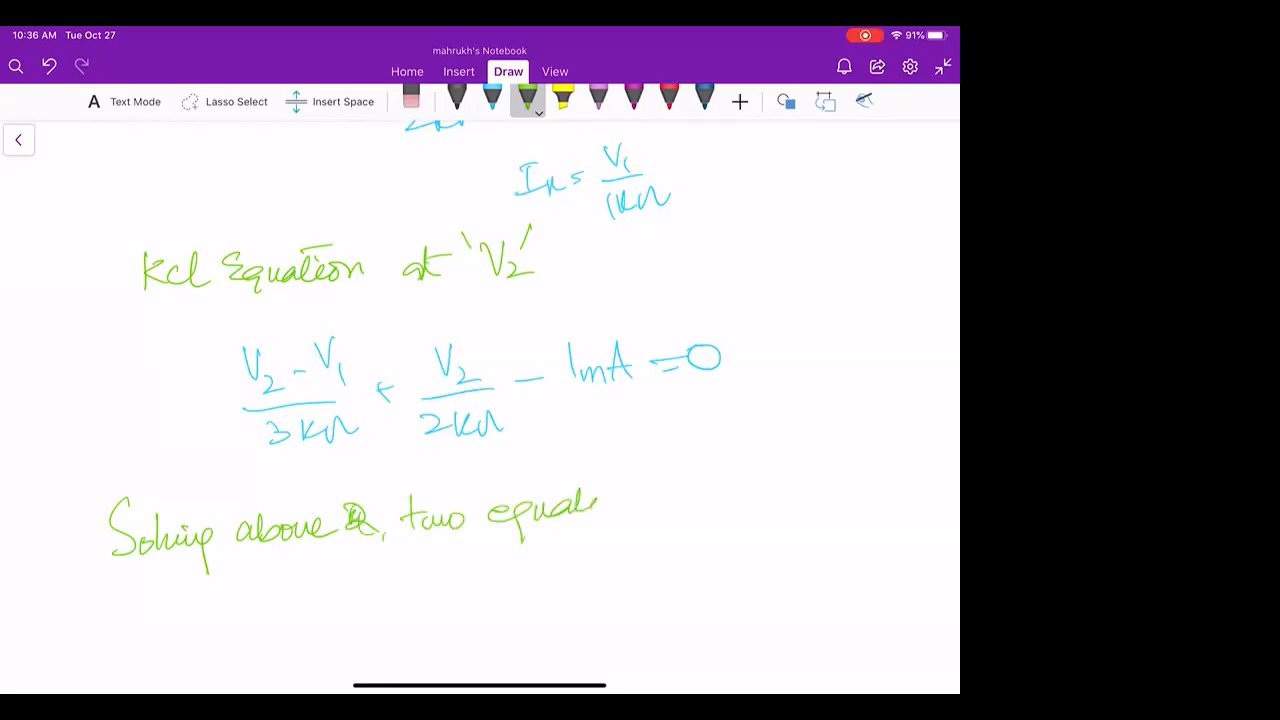 10:36 AM Tue Oct 27
91%
mahrukh's Notebook
Home Insert Draw View
A Text Mode Lasso Select Insert Space
Ix = V1/1kΩ
KCL Equation at 'V2'
V2 - V1/3kΩ + V2/2kΩ - 1mA = 0
Solving above two